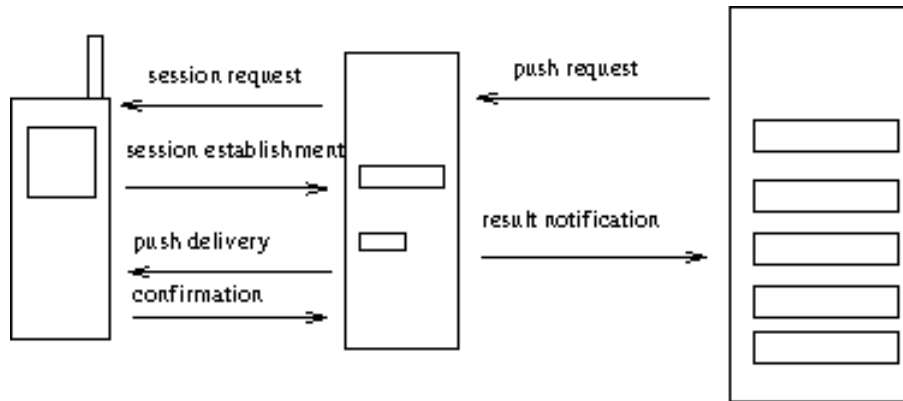 session request
push request
session establishment
result notification
push delivery
confirmation